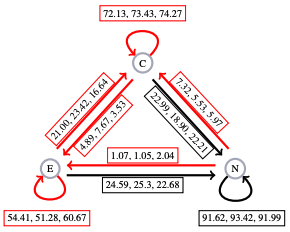 72.13, 73.43, 74.27
C
21.00, 23.42, 16.64
4.89, 7.67, 3.53
7.32, 5.53, 5.97
22.99, 18.90, 22.21
1.07, 1.05, 2.04
E
N
24.59, 25.3, 22.68
54.41, 51.28, 60.67
91.62, 93.42, 91.99